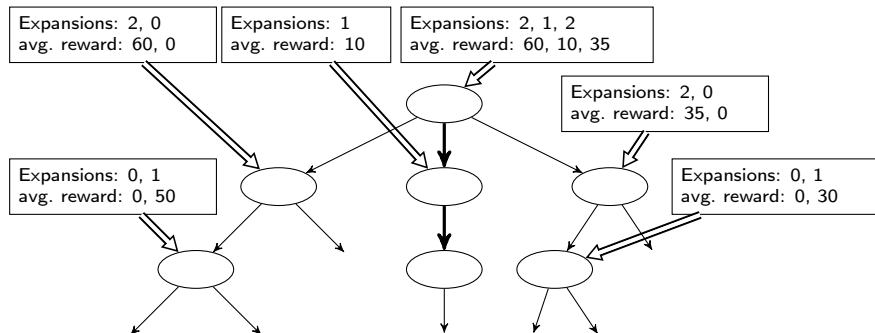 Expansions: 2, 0
avg. reward: 60, 0
Expansions: 1
avg. reward: 10
Expansions: 2, 1, 2
avg. reward: 60, 10, 35
Expansions: 2, 0
avg. reward: 35, 0
Expansions: 0, 1
avg. reward: 0, 50
Expansions: 0, 1
avg. reward: 0, 30